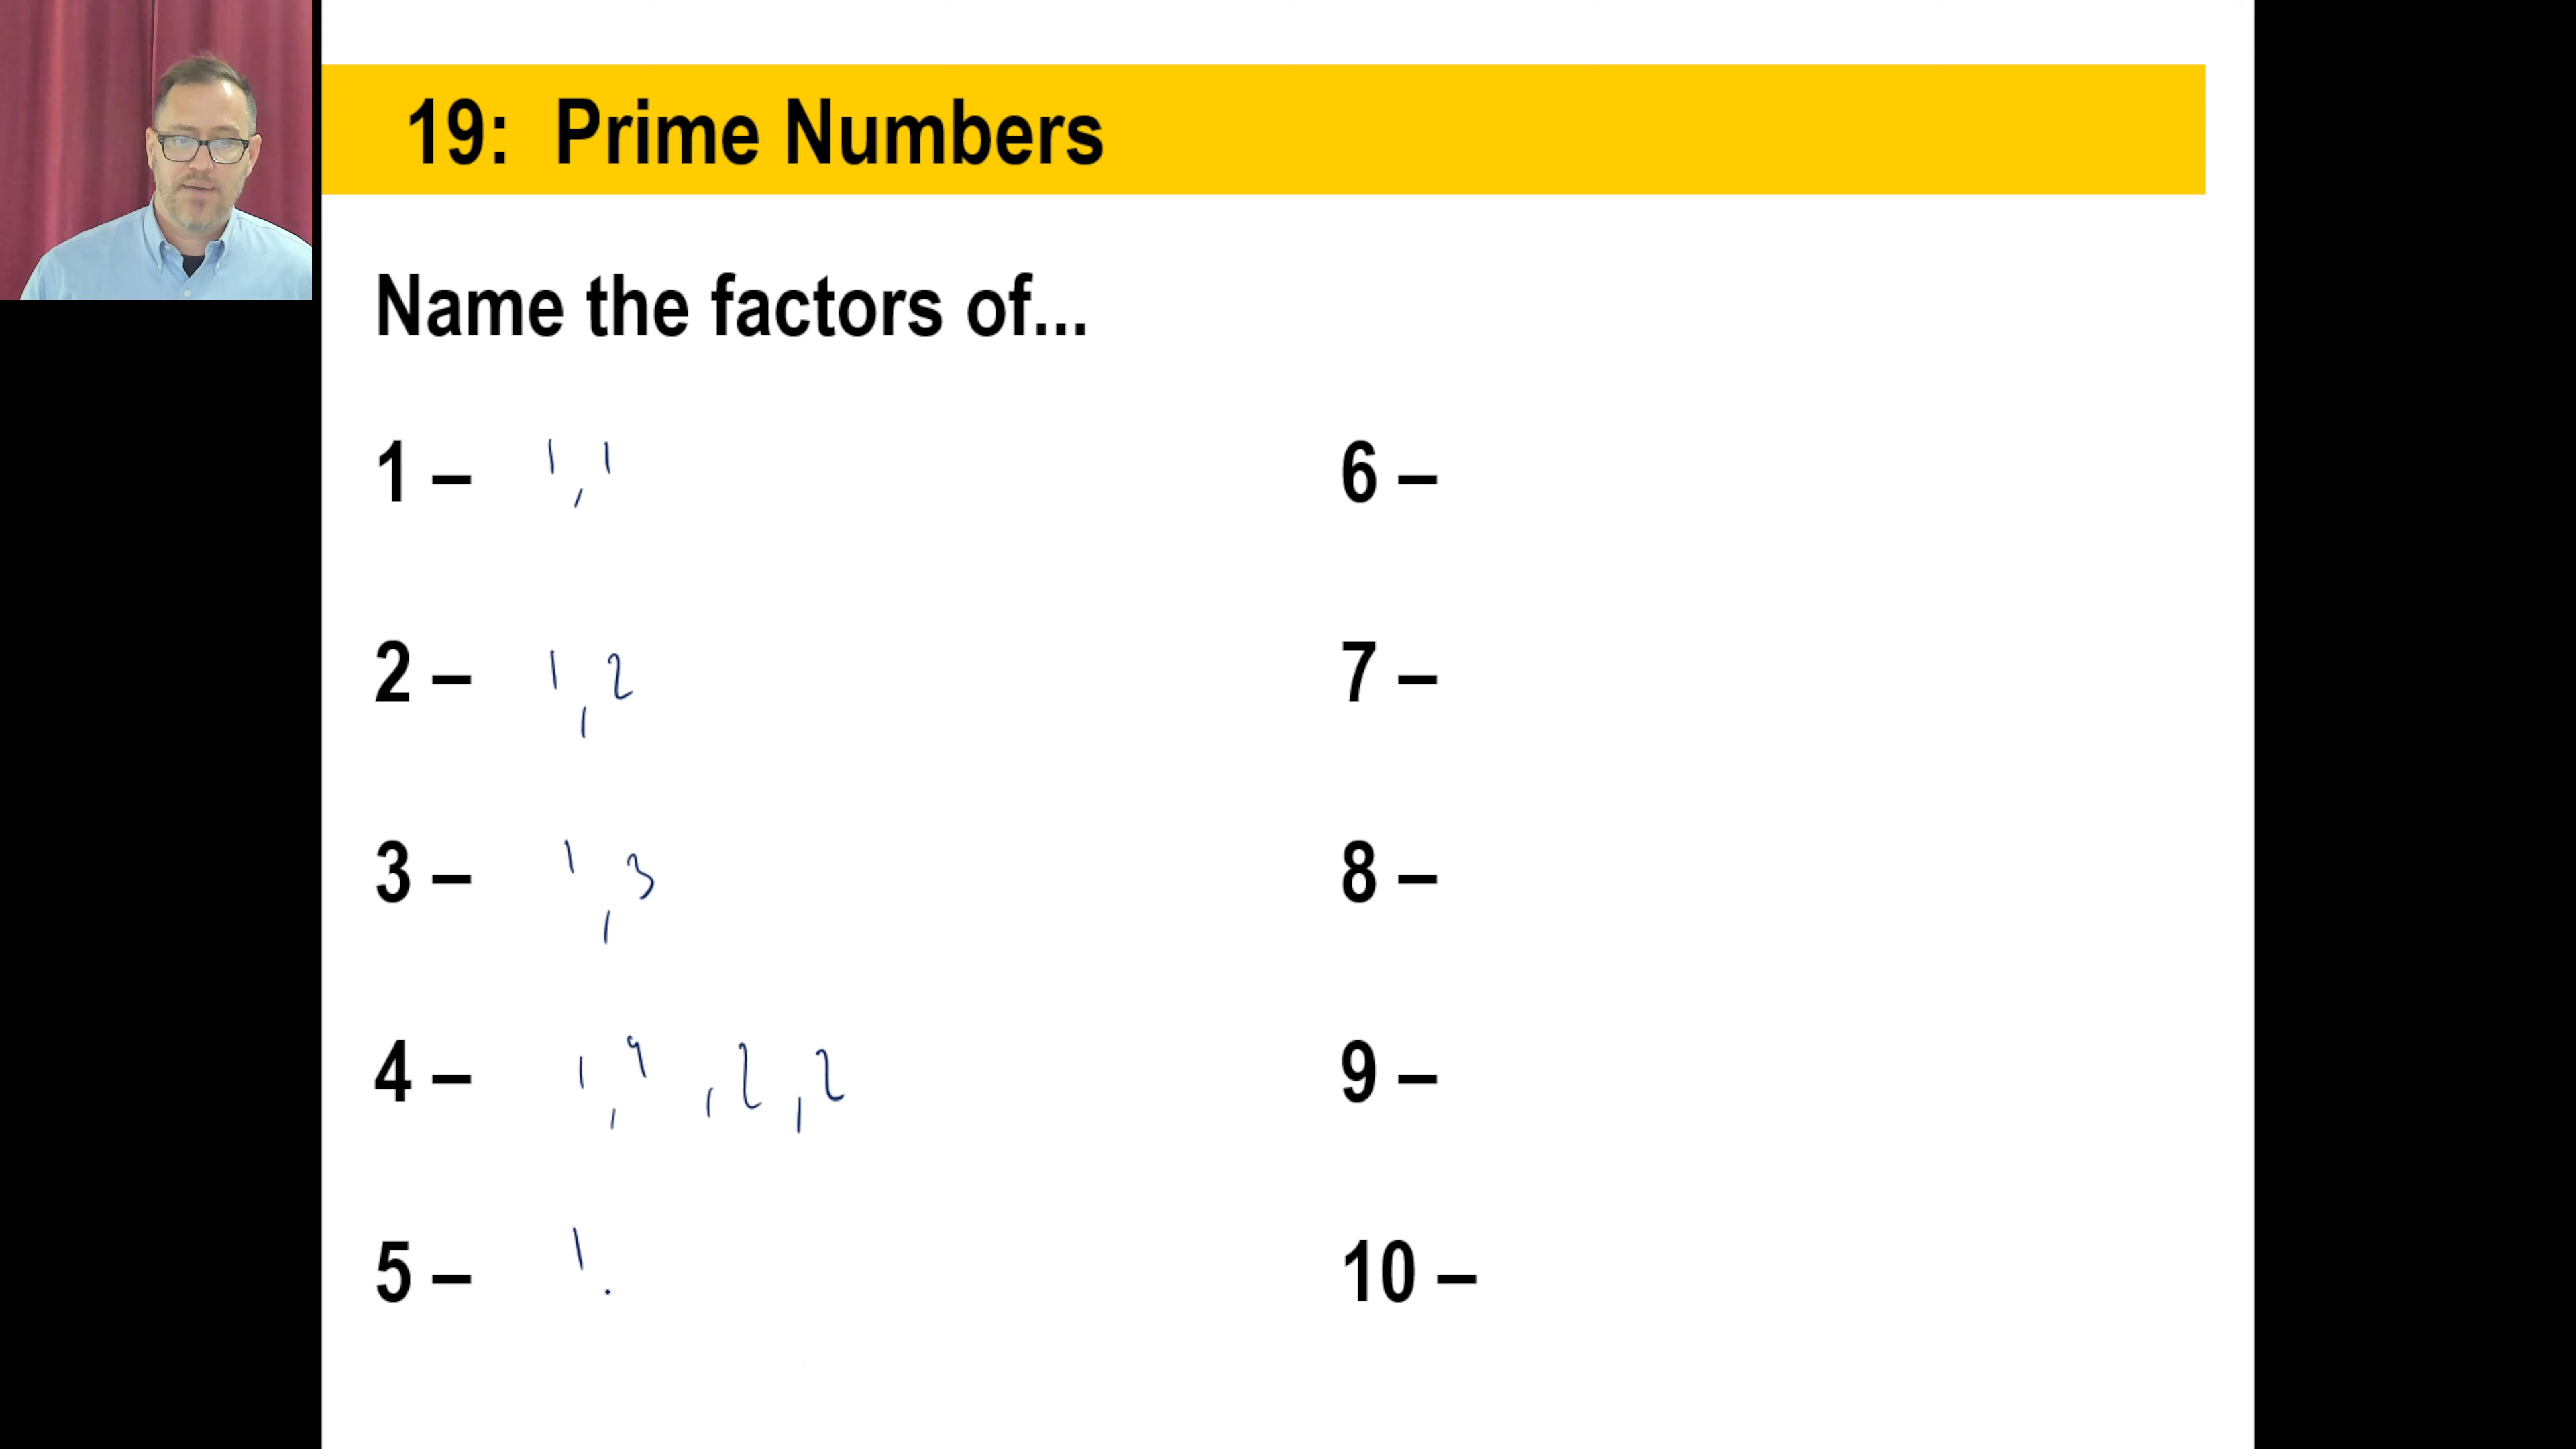 19: Prime Numbers
Name the factors of...
1 – 1, 1
2 – 1, 2
3 – 1, 3
4 – 1, 4, 2, 2
5 – 1.
6 –
7 –
8 –
9 –
10 –